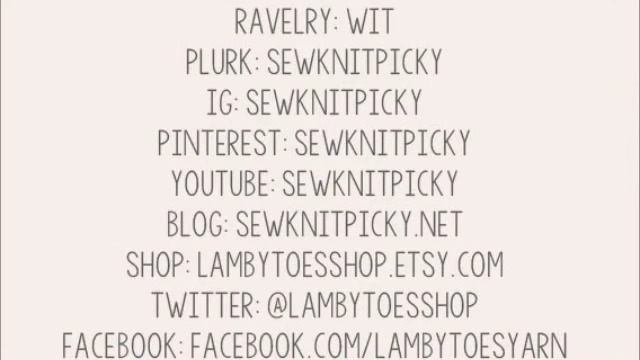 RAVELRY: WIT
PLURK: SEWKNITPICKY
IG: SEWKNITPICKY
PINTEREST: SEWKNITPICKY
YOUTUBE: SEWKNITPICKY
BLOG: SEWKNITPICKY.NET
SHOP: LAMBYTOESSHOP.ETSY.COM
TWITTER: @LAMBYTOESSHOP
FACEBOOK: FACEBOOK.COM/LAMBYTOESYARN